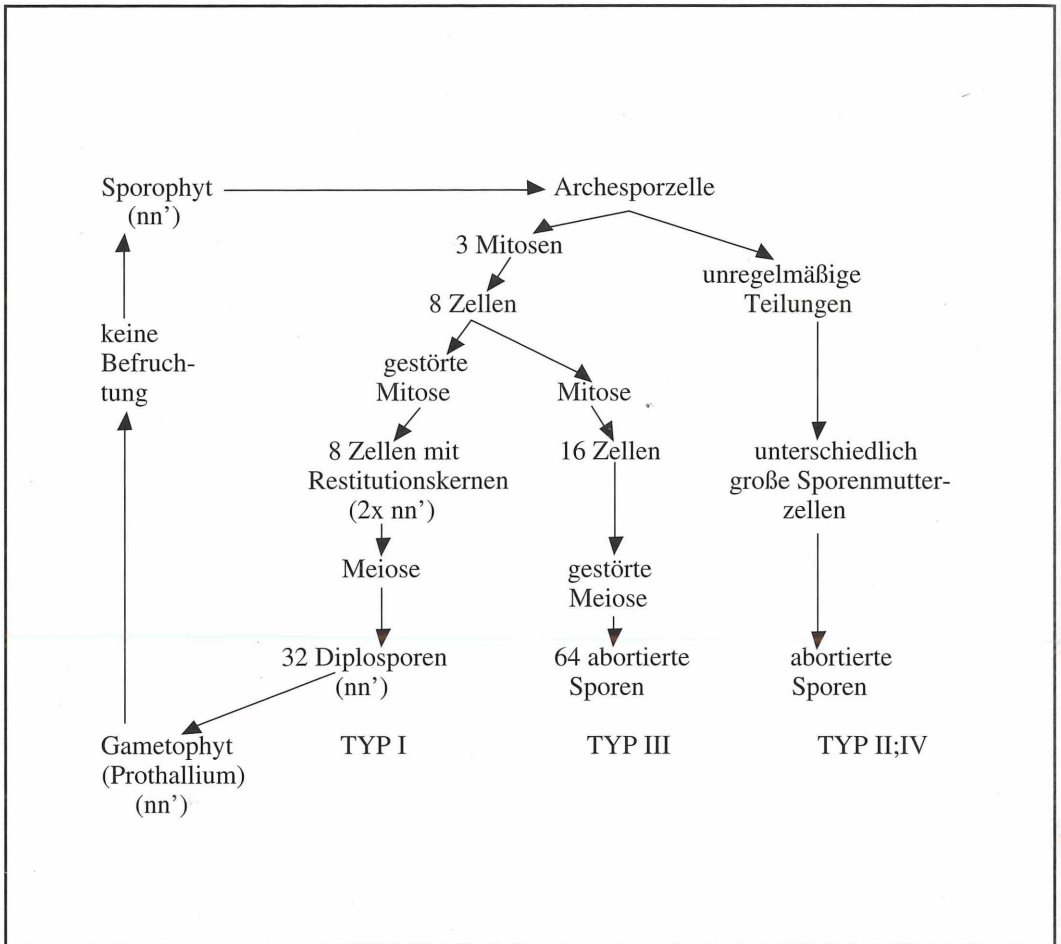 Sporophyt
(nn')
Archesporzelle
3 Mitosen
unregelmäßige
Teilungen
8 Zellen
keine
Befruch-
tung
gestörte
Mitose
Mitose
8 Zellen mit
Restitutionskernen
(2x nn')
16 Zellen
unterschiedlich
große Sporenmutter-
zellen
Meiose
gestörte
Meiose
32 Diplosporen
(nn')
64 abortierte
Sporen
abortierte
Sporen
Gametophyt
(Prothallium)
(nn')
TYP I
TYP III
TYP II;IV